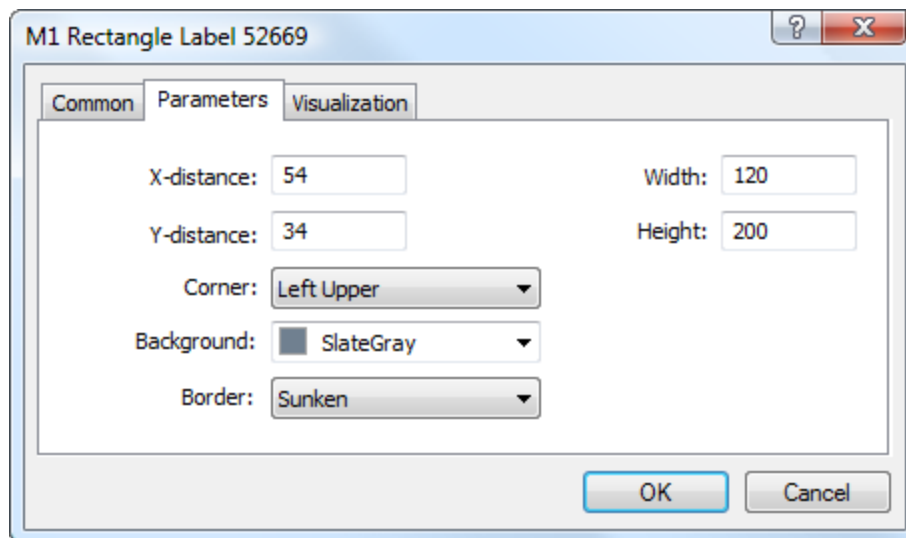 M1 Rectangle Label 52669
Common Parameters Visualization
X-distance: 54 Width: 120
Y-distance: 34 Height: 200
Corner: Left Upper
Background: SlateGray
Border: Sunken
OK Cancel